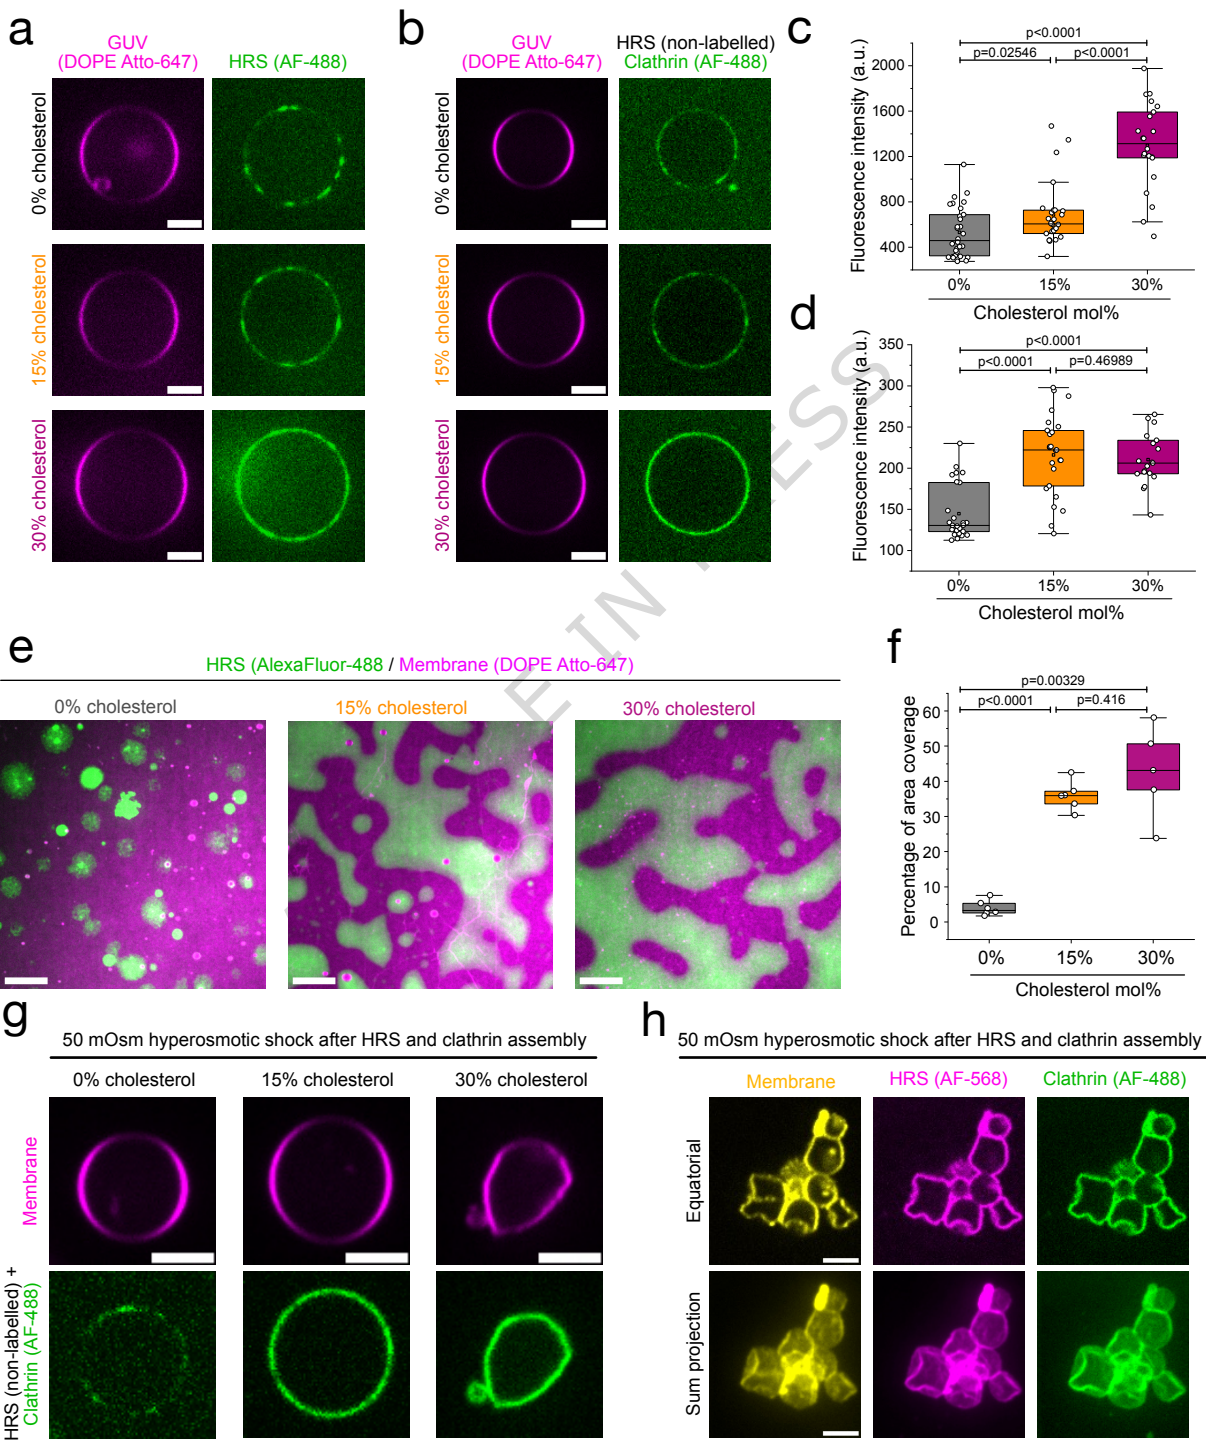 a
GUV
(DOPE Atto-647)
HRS (AF-488)
0% cholesterol
15% cholesterol
30% cholesterol
b
GUV
(DOPE Atto-647)
HRS (non-labelled)
Clathrin (AF-488)
0% cholesterol
15% cholesterol
30% cholesterol
c
p<0.0001
p=0.02546
p<0.0001
Fluorescence intensity (a.u.)
2000
1600
1200
800
400
0%
15%
30%
Cholesterol mol%
d
p<0.0001
p<0.0001
p=0.46989
Fluorescence intensity (a.u.)
350
300
250
200
150
100
0%
15%
30%
Cholesterol mol%
E IN
ESS
e
HRS (AlexaFluor-488 / Membrane (DOPE Atto-647)
0% cholesterol
15% cholesterol
30% cholesterol
f
p=0.00329
p<0.0001
p=0.416
Percentage of area coverage
60
50
40
30
20
10
0
0%
15%
30%
Cholesterol mol%
g
50 mOsm hyperosmotic shock after HRS and clathrin assembly
0% cholesterol
15% cholesterol
30% cholesterol
Membrane
HRS (non-labelled) +
Clathrin (AF-488)
h
50 mOsm hyperosmotic shock after HRS and clathrin assembly
Membrane
HRS (AF-568)
Clathrin (AF-488)
Equatorial
Sum projection